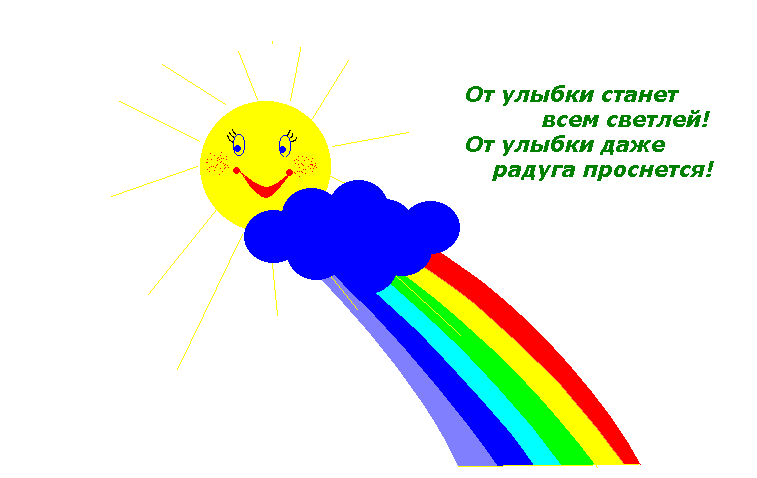 От улыбки станет
всем светлей!
От улыбки даже
радуга проснется!